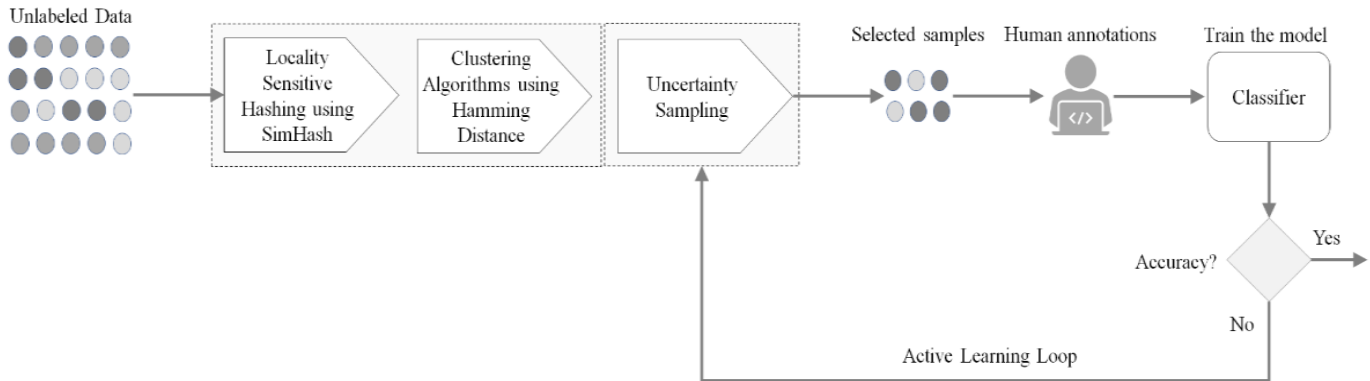 Unlabeled Data
Locality
Sensitive
Hashing using
SimHash
Clustering
Algorithms using
Hamming
Distance
Uncertainty
Sampling
Selected samples
Human annotations
</>
Train the model
Classifier
Accuracy?
Yes
No
Active Learning Loop